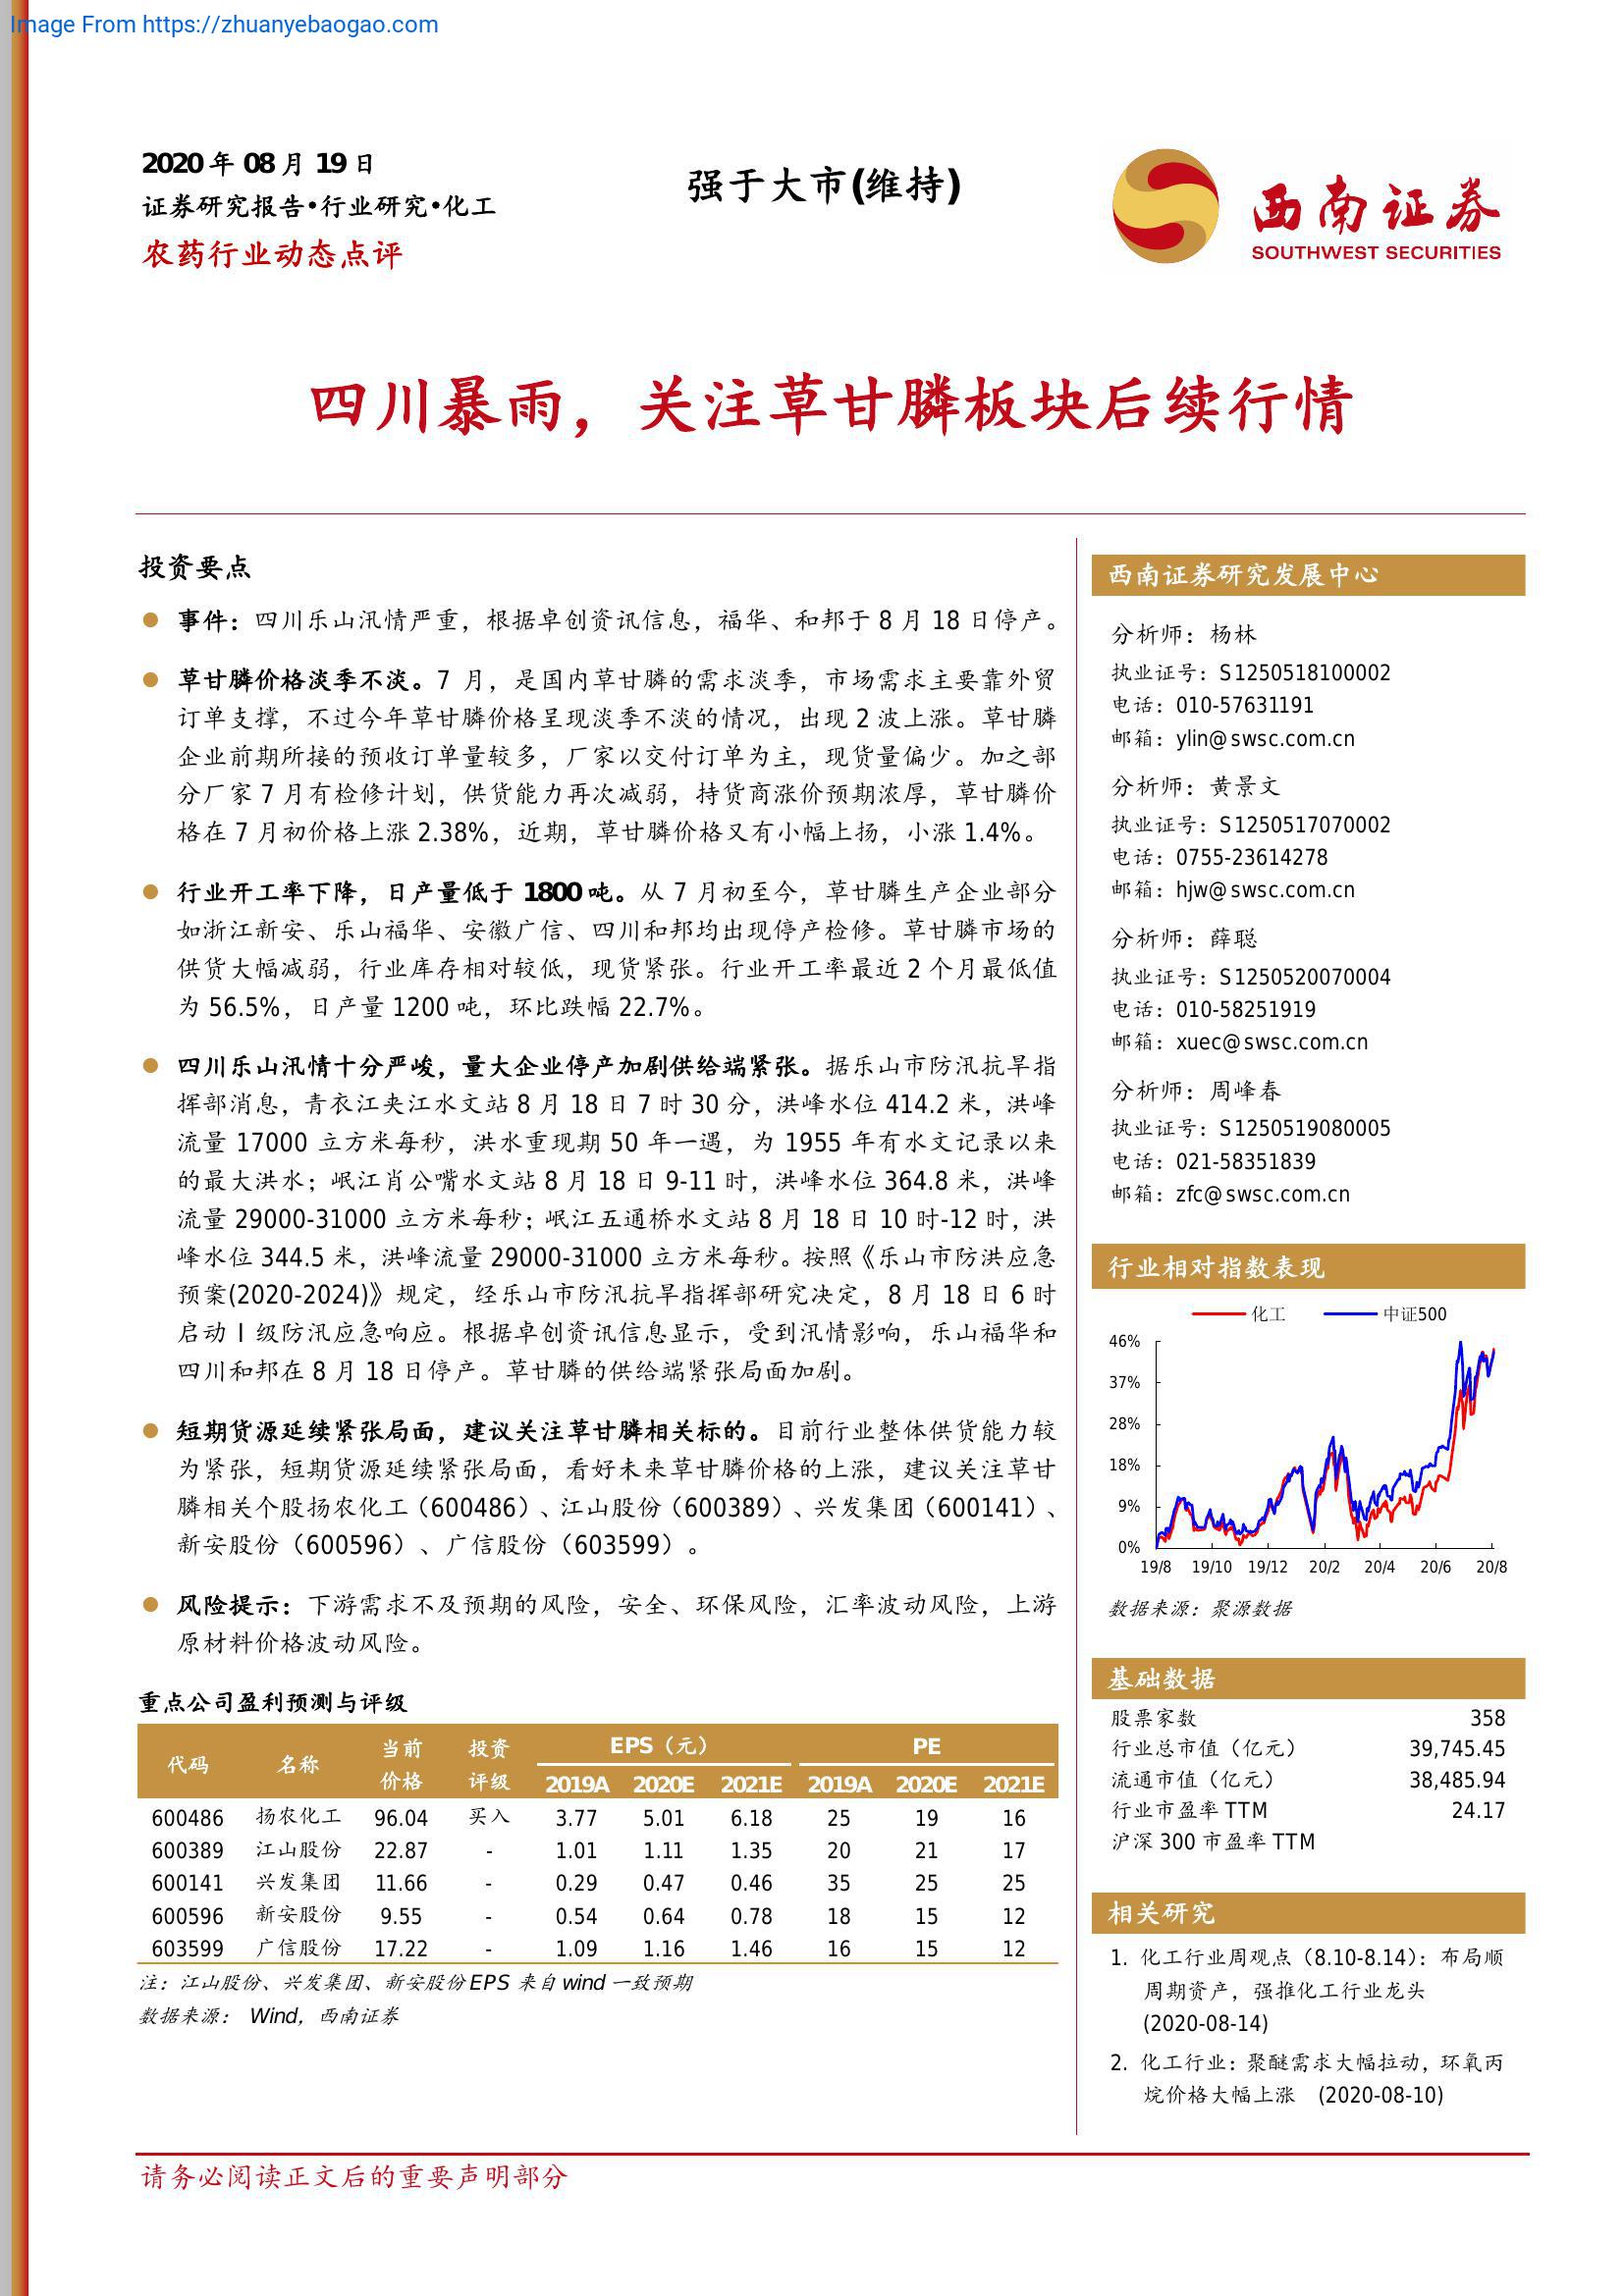 Image From https://zhuanyebaogao.com
2020 年 08 月 19 日
证券研究报告•行业研究•化工
农药行业动态点评
强于大市(维持)
西南证券
SOUTHWEST SECURITIES
四川暴雨，关注草甘膦板块后续行情
投资要点
事件：四川乐山汛情严重，根据卓创资讯信息，福华、和邦于 8 月 18 日停产。
草甘膦价格淡季不淡。7 月，是国内草甘膦的需求淡季，市场需求主要靠外贸
订单支撑，不过今年草甘膦价格呈现淡季不淡的情况，出现 2 波上涨。草甘膦
企业前期所接的预收订单量较多，厂家以交付订单为主，现货量偏少。加之部
分厂家 7 月有检修计划，供货能力再次减弱，持货商涨价预期浓厚，草甘膦价
格在 7 月初价格上涨 2.38%，近期，草甘膦价格又有小幅上扬，小涨 1.4%。
行业开工率下降，日产量低于 1800 吨。从 7 月初至今，草甘膦生产企业部分
如浙江新安、乐山福华、安徽广信、四川和邦均出现停产检修。草甘膦市场的
供货大幅减弱，行业库存相对较低，现货紧张。行业开工率最近 2 个月最低值
为 56.5%，日产量 1200 吨，环比跌幅 22.7%。
四川乐山汛情十分严峻，量大企业停产加剧供给端紧张。据乐山市防汛抗旱指
挥部消息，青衣江夹江水文站 8 月 18 日 7 时 30 分，洪峰水位 414.2 米，洪峰
流量 17000 立方米每秒，洪水重现期 50 年一遇，为 1955 年有水文记录以来
的最大洪水；岷江肖公嘴水文站 8 月 18 日 9-11 时，洪峰水位 364.8 米，洪峰
流量 29000-31000 立方米每秒；岷江五通桥水文站 8 月 18 日 10 时-12 时，洪
峰水位 344.5 米，洪峰流量 29000-31000 立方米每秒。按照《乐山市防洪应急
预案(2020-2024)》规定，经乐山市防汛抗旱指挥部研究决定，8 月 18 日 6 时
启动 I 级防汛应急响应。根据卓创资讯信息显示，受到汛情影响，乐山福华和
四川和邦在 8 月 18 日停产。草甘膦的供给端紧张局面加剧。
短期货源延续紧张局面，建议关注草甘膦相关标的。目前行业整体供货能力较
为紧张，短期货源延续紧张局面，看好未来草甘膦价格的上涨，建议关注草甘
膦相关个股扬农化工（600486）、江山股份（600389）、兴发集团（600141）、
新安股份（600596）、广信股份（603599）。
风险提示：下游需求不及预期的风险，安全、环保风险，汇率波动风险，上游
原材料价格波动风险。
重点公司盈利预测与评级
代码 名称 当前价格 投资评级 EPS（元） PE
2019A 2020E 2021E 2019A 2020E 2021E
600486 扬农化工 96.04 买入 3.77 5.01 6.18 25 19 16
600389 江山股份 22.87 - 1.01 1.11 1.35 20 21 17
600141 兴发集团 11.66 - 0.29 0.47 0.46 35 25 25
600596 新安股份 9.55 - 0.54 0.64 0.78 18 15 12
603599 广信股份 17.22 - 1.09 1.16 1.46 16 15 12
注：江山股份、兴发集团、新安股份 EPS 来自 wind 一致预期
数据来源： Wind，西南证券
西南证券研究发展中心
分析师：杨林
执业证号：S1250518100002
电话：010-57631191
邮箱：ylin@swsc.com.cn
分析师：黄景文
执业证号：S1250517070002
电话：0755-23614278
邮箱：hjw@swsc.com.cn
分析师：薛聪
执业证号：S1250520070004
电话：010-58251919
邮箱：xuec@swsc.com.cn
分析师：周峰春
执业证号：S1250519080005
电话：021-58351839
邮箱：zfc@swsc.com.cn
行业相对指数表现
化工 中证500
46%
37%
28%
18%
9%
0%
19/8 19/10 19/12 20/2 20/4 20/6 20/8
数据来源：聚源数据
基础数据
股票家数 358
行业总市值（亿元） 39,745.45
流通市值（亿元） 38,485.94
行业市盈率 TTM 24.17
沪深 300 市盈率 TTM
相关研究
1. 化工行业周观点（8.10-8.14）：布局顺
周期资产，强推化工行业龙头
(2020-08-14)
2. 化工行业：聚醚需求大幅拉动，环氧丙
烷价格大幅上涨 (2020-08-10)
请务必阅读正文后的重要声明部分